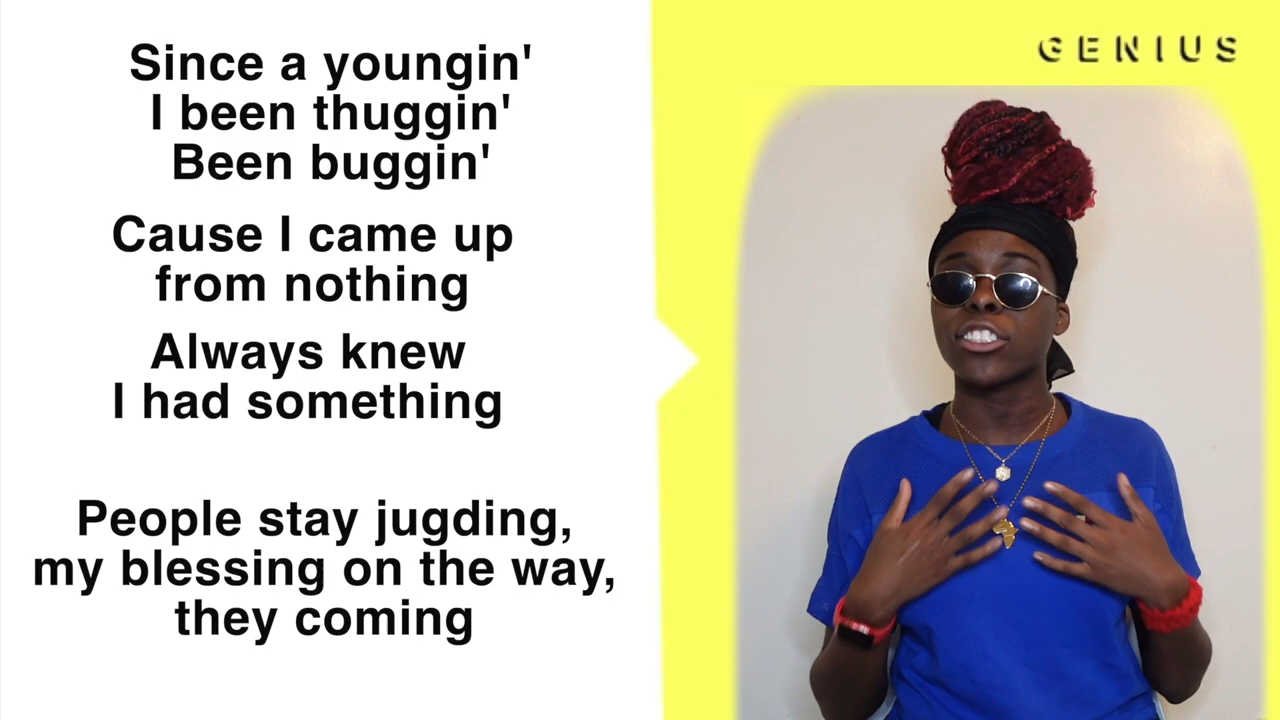 Since a youngin'
I been thuggin'
Been buggin'
Cause I came up
from nothing
Always knew
I had something
People stay jugding,
my blessing on the way,
they coming
GENIUS